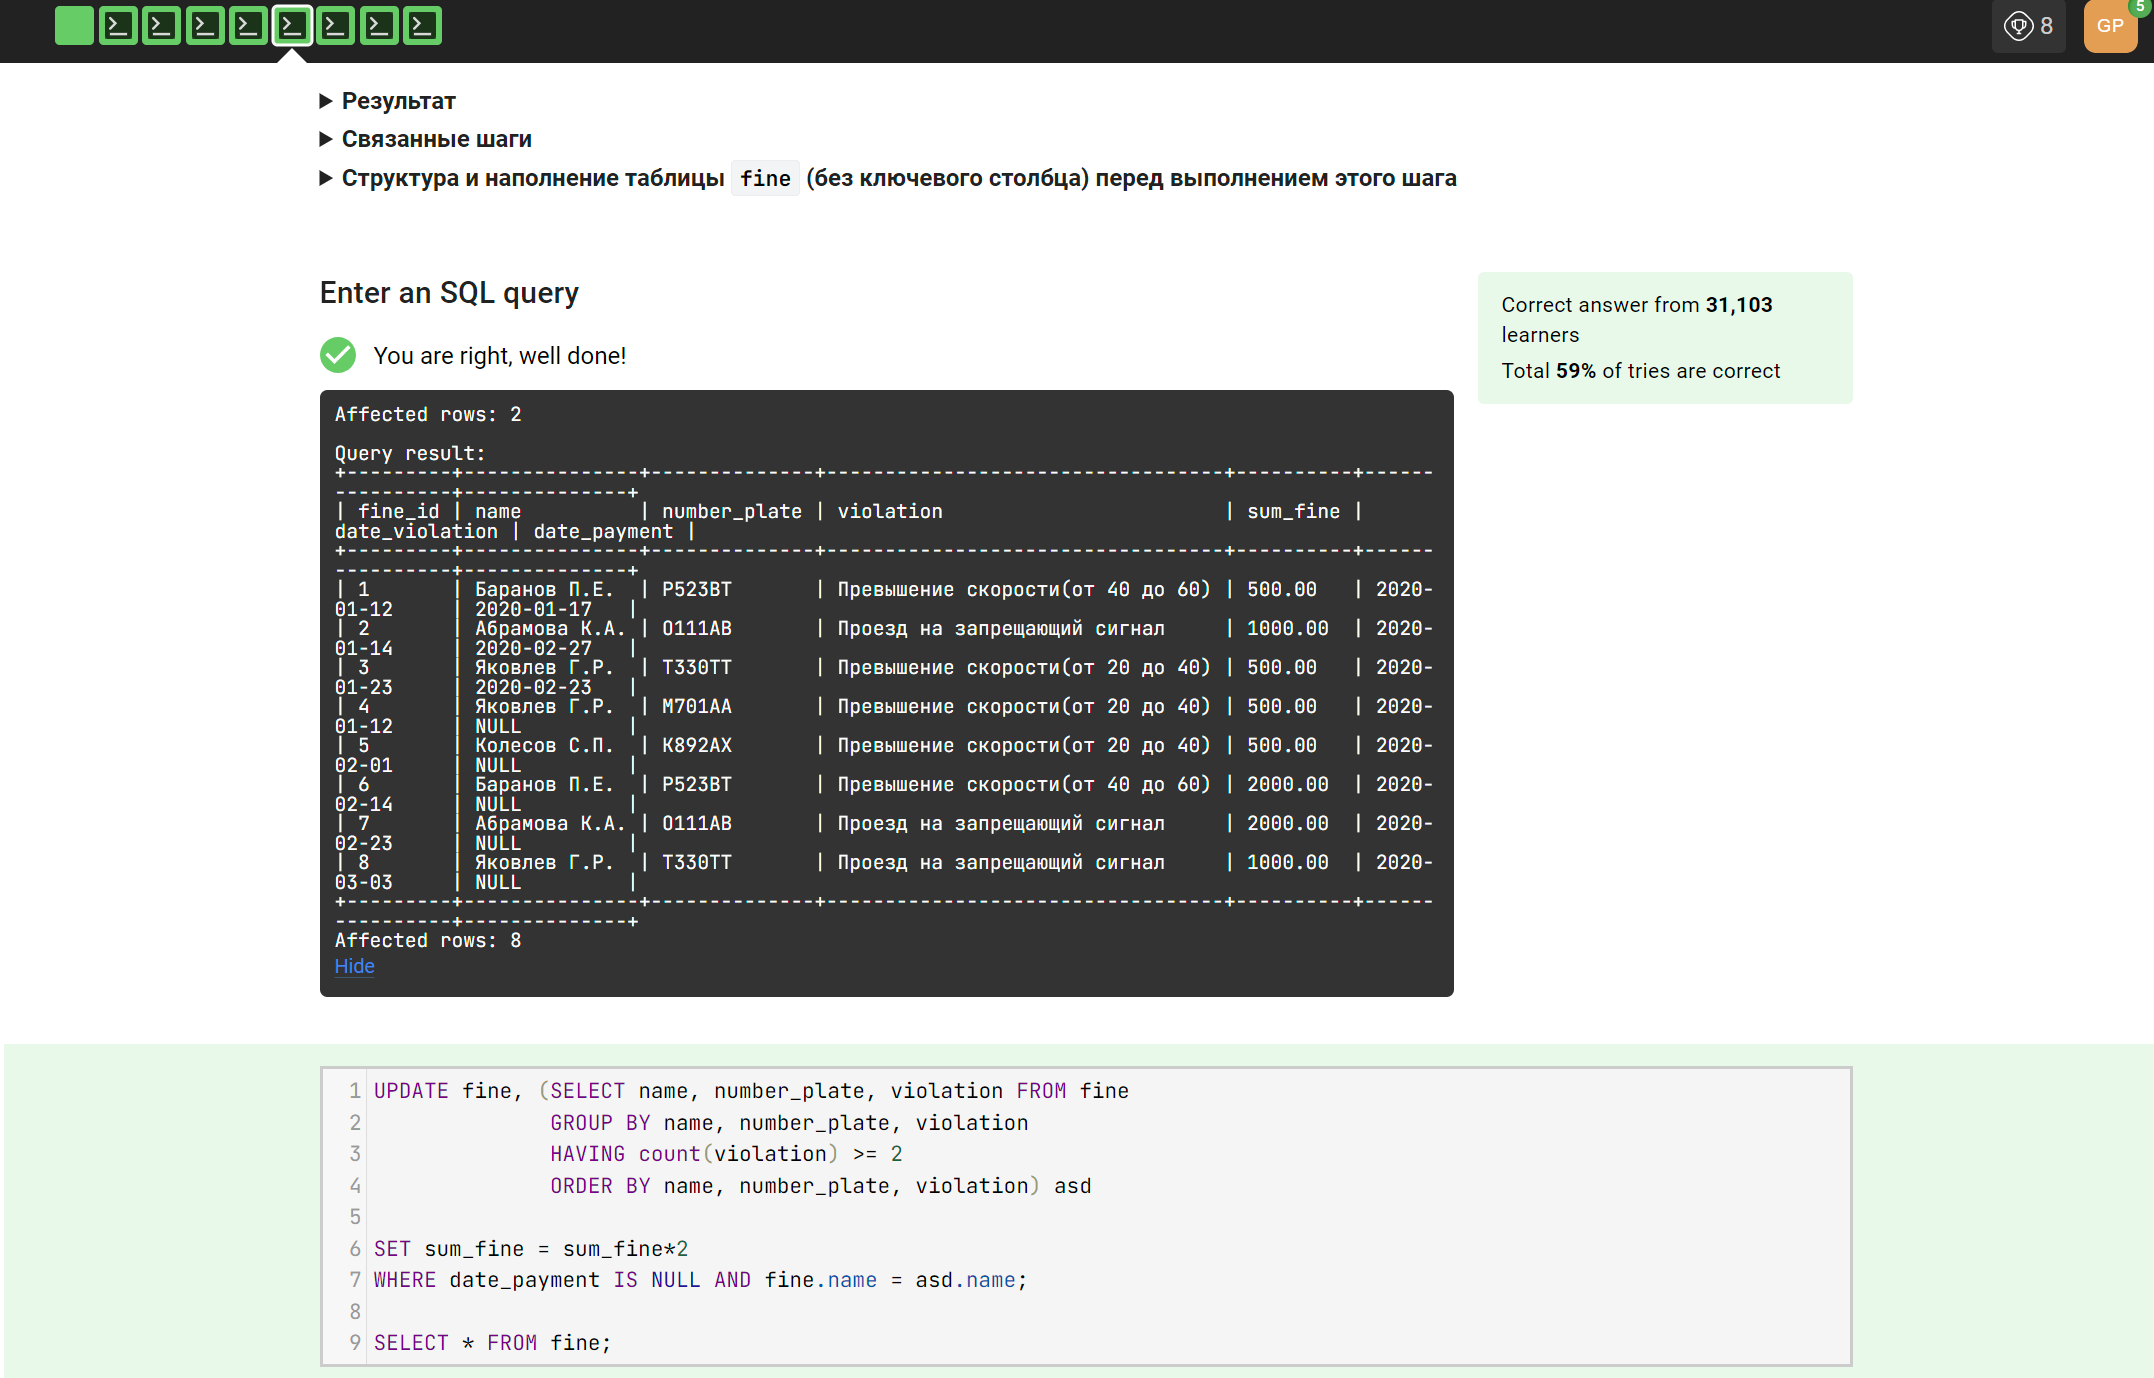 8
GP
5
Результат
Связанные шаги
Структура и наполнение таблицы fine (без ключевого столбца) перед выполнением этого шага
Enter an SQL query
You are right, well done!
Correct answer from 31,103
learners
Total 59% of tries are correct
Affected rows: 2
Query result:
+---------+---------------+--------------+----------------------------------+----------+------
----------+--------------+
| fine_id | name          | number_plate | violation                        | sum_fine |
date_violation | date_payment |
+---------+---------------+--------------+----------------------------------+----------+------
----------+--------------+
| 1       | Баранов П.Е.  | Р523ВТ       | Превышение скорости(от 40 до 60) | 500.00   | 2020-
01-12     | 2020-01-17   |
| 2       | Абрамова К.А. | О111АВ       | Проезд на запрещающий сигнал     | 1000.00  | 2020-
01-14     | 2020-02-27   |
| 3       | Яковлев Г.Р.  | Т330ТТ       | Превышение скорости(от 20 до 40) | 500.00   | 2020-
01-23     | 2020-02-23   |
| 4       | Яковлев Г.Р.  | М701АА       | Превышение скорости(от 20 до 40) | 500.00   | 2020-
01-12     | NULL         |
| 5       | Колесов С.П.  | К892АХ       | Превышение скорости(от 20 до 40) | 500.00   | 2020-
02-01     | NULL         |
| 6       | Баранов П.Е.  | Р523ВТ       | Превышение скорости(от 40 до 60) | 2000.00  | 2020-
02-14     | NULL         |
| 7       | Абрамова К.А. | О111АВ       | Проезд на запрещающий сигнал     | 2000.00  | 2020-
02-23     | NULL         |
| 8       | Яковлев Г.Р.  | Т330ТТ       | Проезд на запрещающий сигнал     | 1000.00  | 2020-
03-03     | NULL         |
+---------+---------------+--------------+----------------------------------+----------+------
----------+--------------+
Affected rows: 8
Hide
1 UPDATE fine, (SELECT name, number_plate, violation FROM fine
2               GROUP BY name, number_plate, violation
3               HAVING count(violation) >= 2
4               ORDER BY name, number_plate, violation) asd
5
6 SET sum_fine = sum_fine*2
7 WHERE date_payment IS NULL AND fine.name = asd.name;
8
9 SELECT * FROM fine;